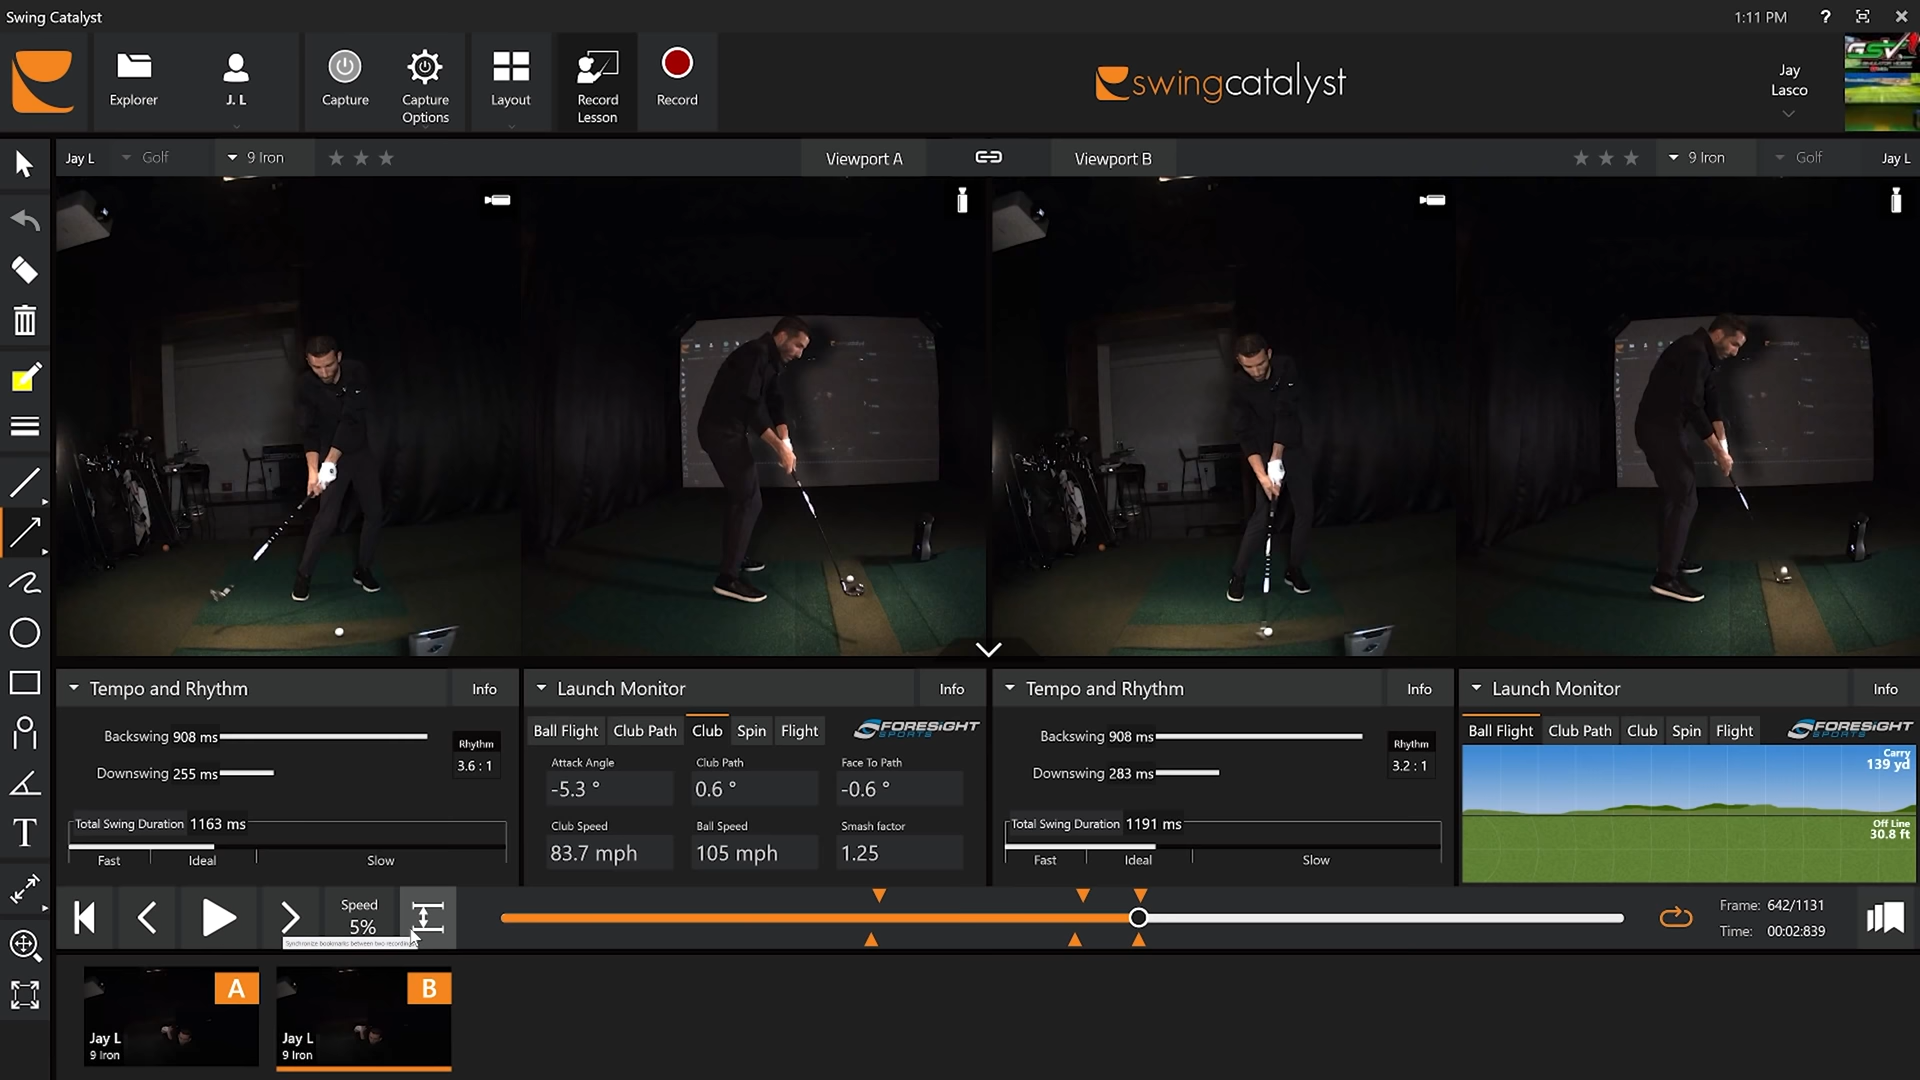 Swing Catalyst
1:11 PM
?
Explorer
J. L
Capture
Capture
Options
Layout
Record
Lesson
Record
swingcatalyst
Jay
Lasco
GSV
Jay L
Golf
9 Iron
Viewport A
Viewport B
9 Iron
Golf
Jay L
Tempo and Rhythm
Info
Backswing 908 ms
Downswing 255 ms
Rhythm
3.6 : 1
Total Swing Duration 1163 ms
Fast
Ideal
Slow
Launch Monitor
Info
Ball Flight
Club Path
Club
Spin
Flight
FORESIGHT
SPORTS
Attack Angle
Club Path
Face To Path
-5.3 °
0.6 °
-0.6 °
Club Speed
Ball Speed
Smash factor
83.7 mph
105 mph
1.25
Tempo and Rhythm
Info
Backswing 908 ms
Downswing 283 ms
Rhythm
3.2 : 1
Total Swing Duration 1191 ms
Fast
Ideal
Slow
Launch Monitor
Info
Ball Flight
Club Path
Club
Spin
Flight
FORESIGHT
SPORTS
Carry
139 yd
Off Line
30.8 ft
T
Speed
5%
Synchronize bookmarks between two recordings
Frame: 642/1131
Time: 00:02:839
A
Jay L
9 Iron
B
Jay L
9 Iron